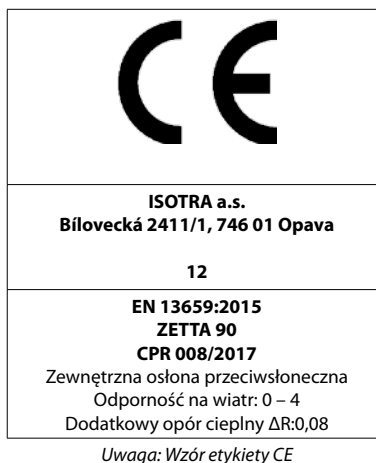 CE
ISOTRA a.s.
Bílovecká 2411/1, 746 01 Opava
12
EN 13659:2015
ZETTA 90
CPR 008/2017
Zewnętrzna osłona przeciwsłoneczna
Odporność na wiatr: 0 – 4
Dodatkowy opór cieplny ΔR:0,08
Uwaga: Wzór etykiety CE